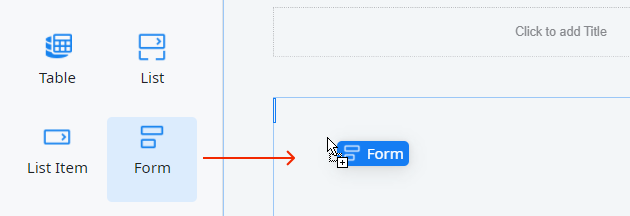 Click to add Title
Table
List
List Item
Form
Form